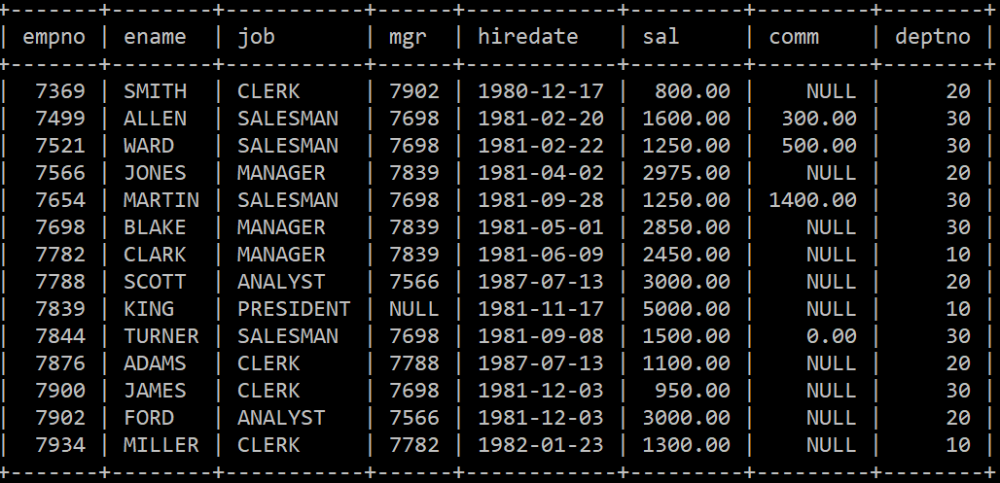 +-------+--------+-----------+------+------------+---------+---------+--------+
| empno | ename  | job       | mgr  | hiredate   | sal     | comm    | deptno |
+-------+--------+-----------+------+------------+---------+---------+--------+
|  7369 | SMITH  | CLERK     | 7902 | 1980-12-17 |  800.00 |    NULL |     20 |
|  7499 | ALLEN  | SALESMAN  | 7698 | 1981-02-20 | 1600.00 |  300.00 |     30 |
|  7521 | WARD   | SALESMAN  | 7698 | 1981-02-22 | 1250.00 |  500.00 |     30 |
|  7566 | JONES  | MANAGER   | 7839 | 1981-04-02 | 2975.00 |    NULL |     20 |
|  7654 | MARTIN | SALESMAN  | 7698 | 1981-09-28 | 1250.00 | 1400.00 |     30 |
|  7698 | BLAKE  | MANAGER   | 7839 | 1981-05-01 | 2850.00 |    NULL |     30 |
|  7782 | CLARK  | MANAGER   | 7839 | 1981-06-09 | 2450.00 |    NULL |     10 |
|  7788 | SCOTT  | ANALYST   | 7566 | 1987-07-13 | 3000.00 |    NULL |     20 |
|  7839 | KING   | PRESIDENT | NULL | 1981-11-17 | 5000.00 |    NULL |     10 |
|  7844 | TURNER | SALESMAN  | 7698 | 1981-09-08 | 1500.00 |    0.00 |     30 |
|  7876 | ADAMS  | CLERK     | 7788 | 1987-07-13 | 1100.00 |    NULL |     20 |
|  7900 | JAMES  | CLERK     | 7698 | 1981-12-03 |  950.00 |    NULL |     30 |
|  7902 | FORD   | ANALYST   | 7566 | 1981-12-03 | 3000.00 |    NULL |     20 |
|  7934 | MILLER | CLERK     | 7782 | 1982-01-23 | 1300.00 |    NULL |     10 |
+-------+--------+-----------+------+------------+---------+---------+--------+